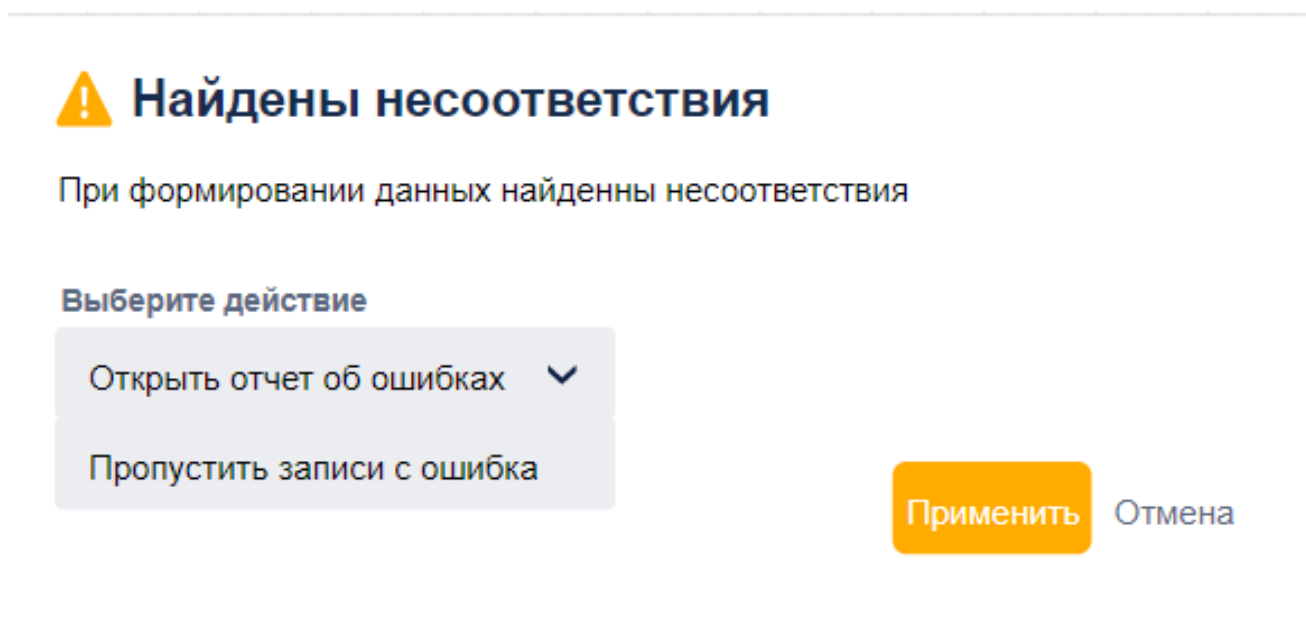 Найдены несоответствия
При формировании данных найденны несоответствия
Выберите действие
Открыть отчет об ошибках
Пропустить записи с ошибка
Применить Отмена